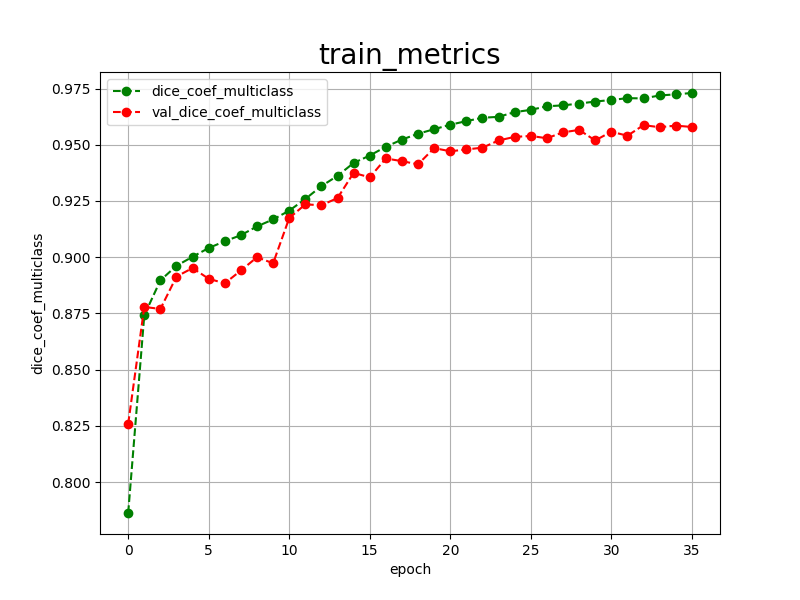 train_metrics
dice_coef_multiclass
val_dice_coef_multiclass
dice_coef_multiclass
0.975
0.950
0.925
0.900
0.875
0.850
0.825
0.800
0 5 10 15 20 25 30 35
epoch